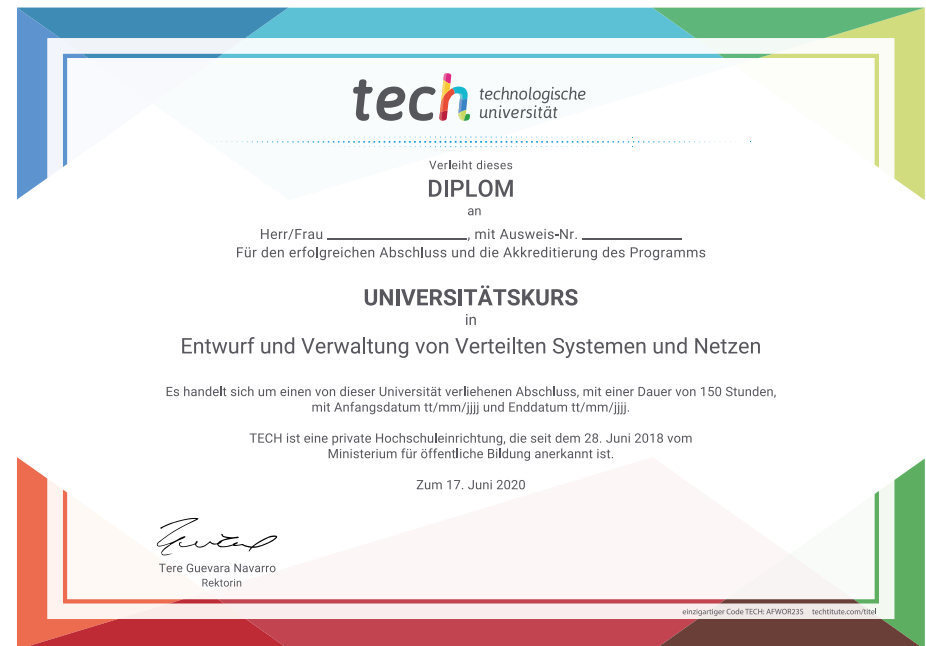 tech technologische
universität
Verleiht dieses
DIPLOM
an
Herr/Frau ____________________, mit Ausweis-Nr. ______________
Für den erfolgreichen Abschluss und die Akkreditierung des Programms
UNIVERSITÄTSKURS
in
Entwurf und Verwaltung von Verteilten Systemen und Netzen
Es handelt sich um einen von dieser Universität verliehenen Abschluss, mit einer Dauer von 150 Stunden,
mit Anfangsdatum tt/mm/jjjj und Enddatum tt/mm/jjjj.
TECH ist eine private Hochschuleinrichtung, die seit dem 28. Juni 2018 vom
Ministerium für öffentliche Bildung anerkannt ist.
Zum 17. Juni 2020
Tere Guevara Navarro
Rektorin
einzigartiger Code TECH: AFWOR23S techtitute.com/titel